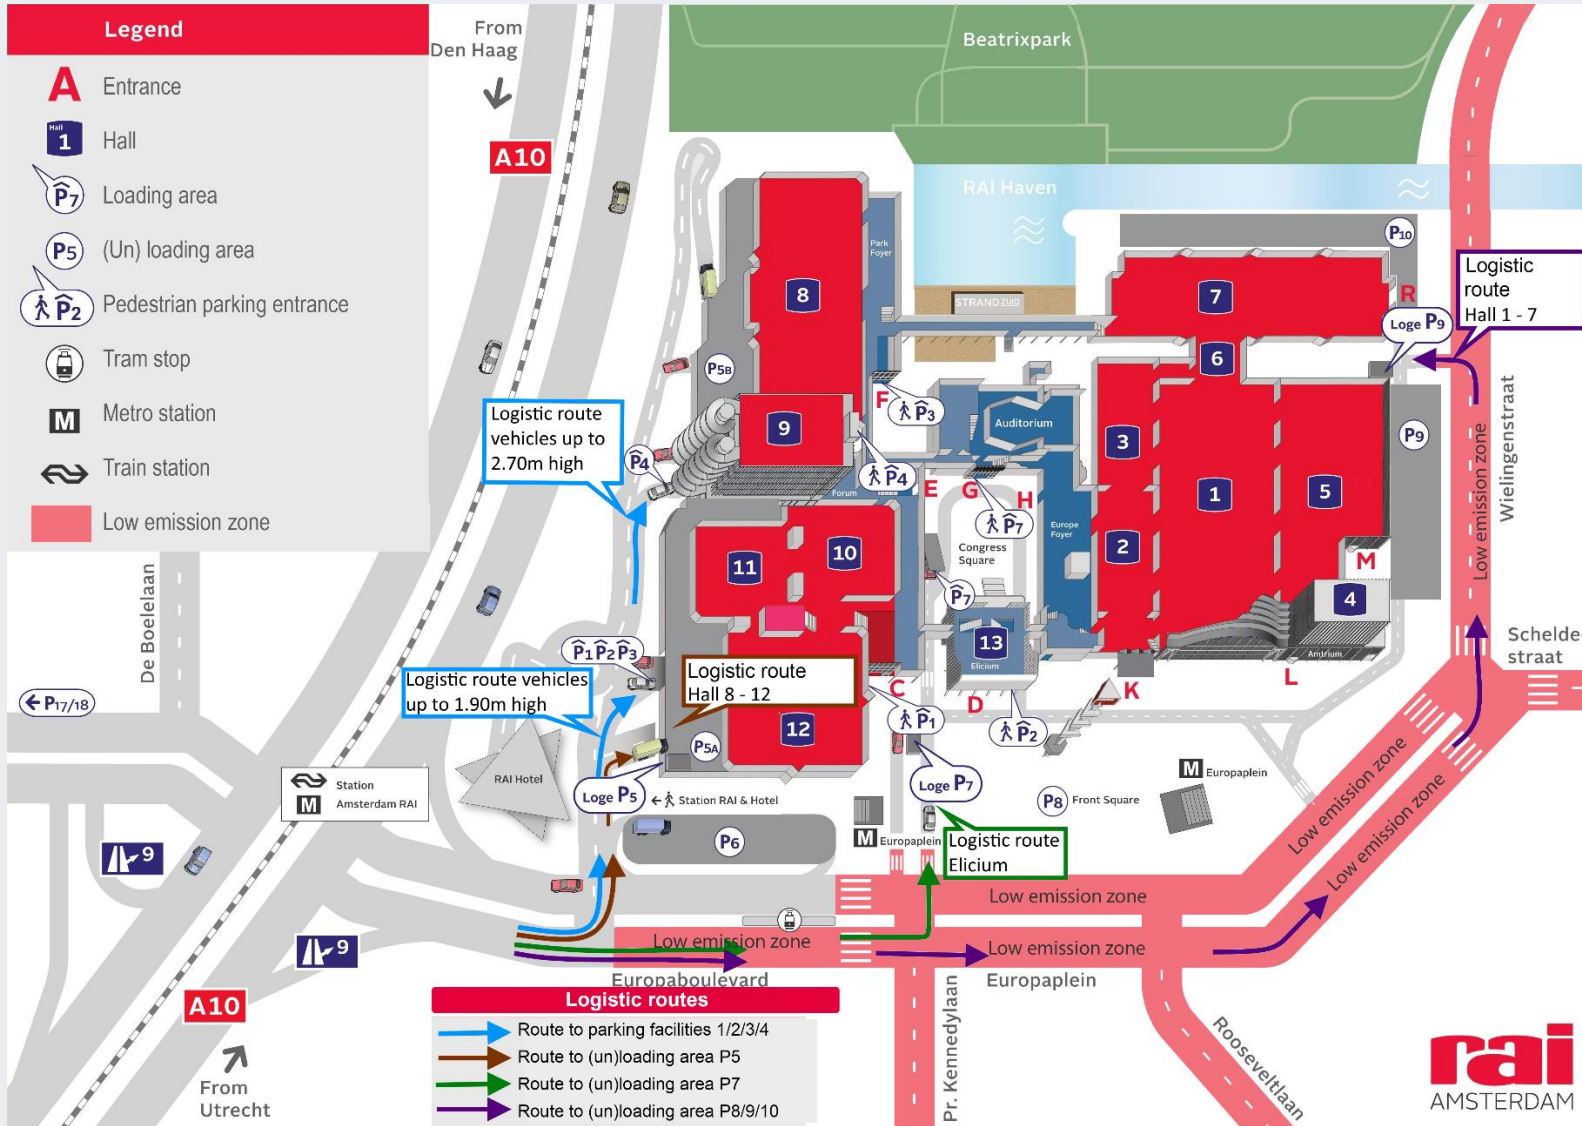 Legend
A Entrance
Hall
1
Hall
P7 Loading area
P5 (Un) loading area
P2 Pedestrian parking entrance
Tram stop
M Metro station
Train station
Low emission zone
From
Den Haag
A10
Beatrixpark
RAI Haven
STRAND ZUID
Park
Foyer
8
7
P10
R
Logistic
route
Hall 1 - 7
Loge P9
6
P5B
F
P3
Logistic route
vehicles up to
2.70m high
9
Auditorium
3
P9
P4
P4
Forum
E
G
H
P7
1
5
M
Low emission zone
Wielingenstraat
10
11
Congress
Square
Europe
Foyer
2
M
P7
4
13
Elicium
Amtrium
Schelde-
straat
De Boelelaan
P1 P2 P3
Logistic route vehicles
up to 1.90m high
Logistic route
Hall 8 - 12
C
P1
D
P2
K
L
← P17/18
12
P5A
RAI Hotel
Station
M Amsterdam RAI
Loge P5
← Station RAI & Hotel
Loge P7
M Europaplein
P8 Front Square
Low emission zone
Low emission zone
P6
M Europaplein
Logistic route
Elicium
9
Low emission zone
9
Low emission zone
Low emission zone
Europaboulevard
Europaplein
A10
From
Utrecht
Logistic routes
Route to parking facilities 1/2/3/4
Route to (un)loading area P5
Route to (un)loading area P7
Route to (un)loading area P8/9/10
Pr. Kennedylaan
Rooseveltlaan
rai
AMSTERDAM